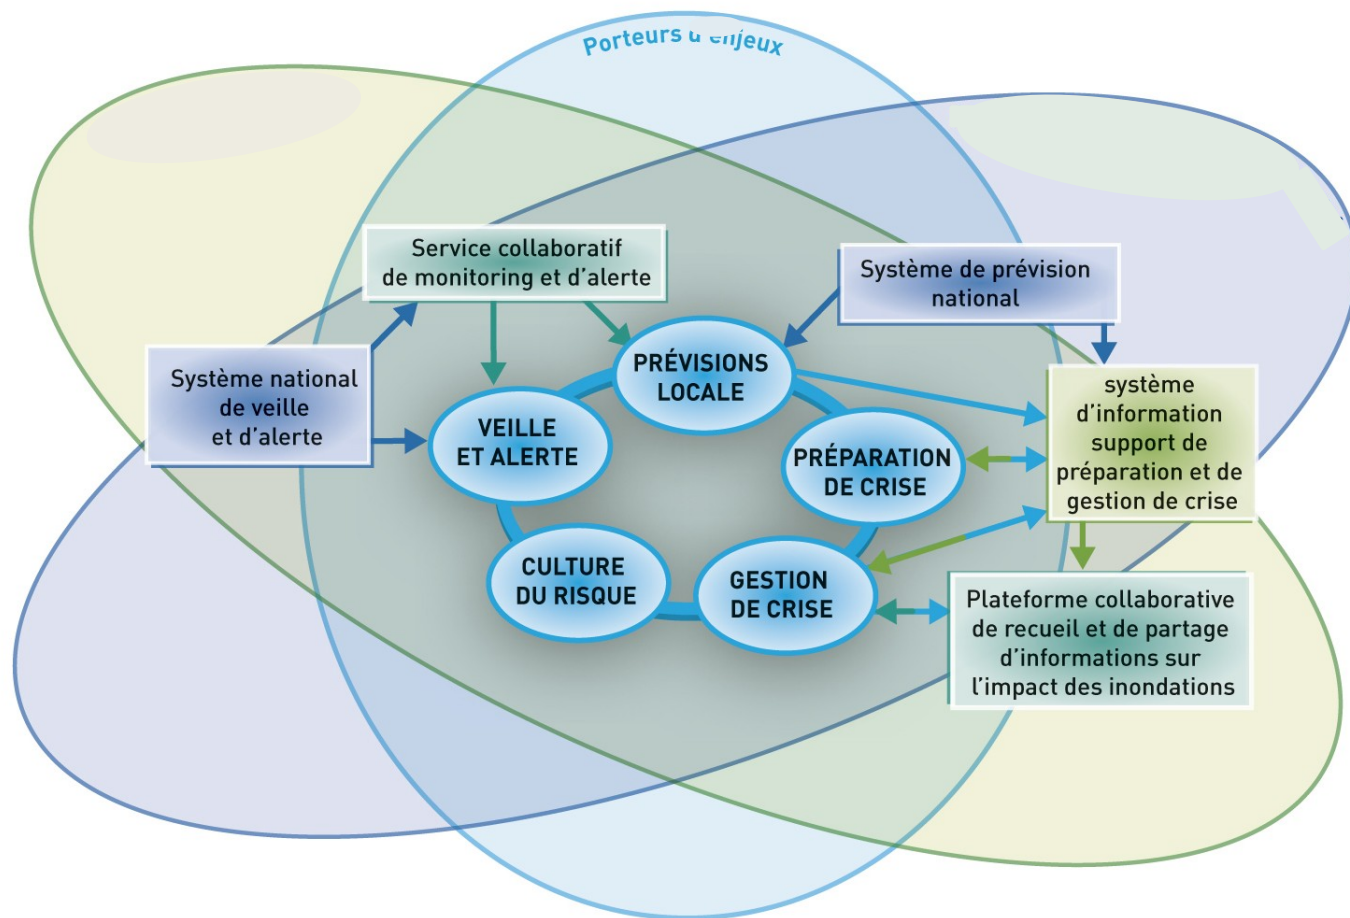 Porteurs d'enjeux
Service collaboratif
de monitoring et d’alerte
Système de prévision
national
Système national
de veille
et d’alerte
PRÉVISIONS
LOCALE
système
d’information
support de
préparation et de
gestion de crise
VEILLE
ET ALERTE
PRÉPARATION
DE CRISE
CULTURE
DU RISQUE
GESTION
DE CRISE
Plateforme collaborative
de recueil et de partage
d’informations sur
l’impact des inondations